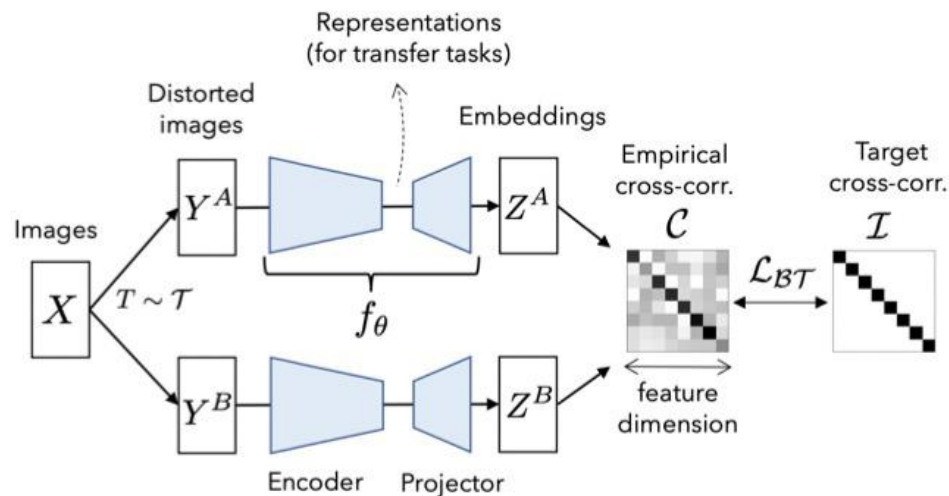 Representations
(for transfer tasks)
Distorted
images
Embeddings
Empirical
cross-corr.
Target
cross-corr.
Images
Y^A
Z^A
C
I
X
T ~ T
f_θ
L_BT
Y^B
Z^B
feature
dimension
Encoder
Projector